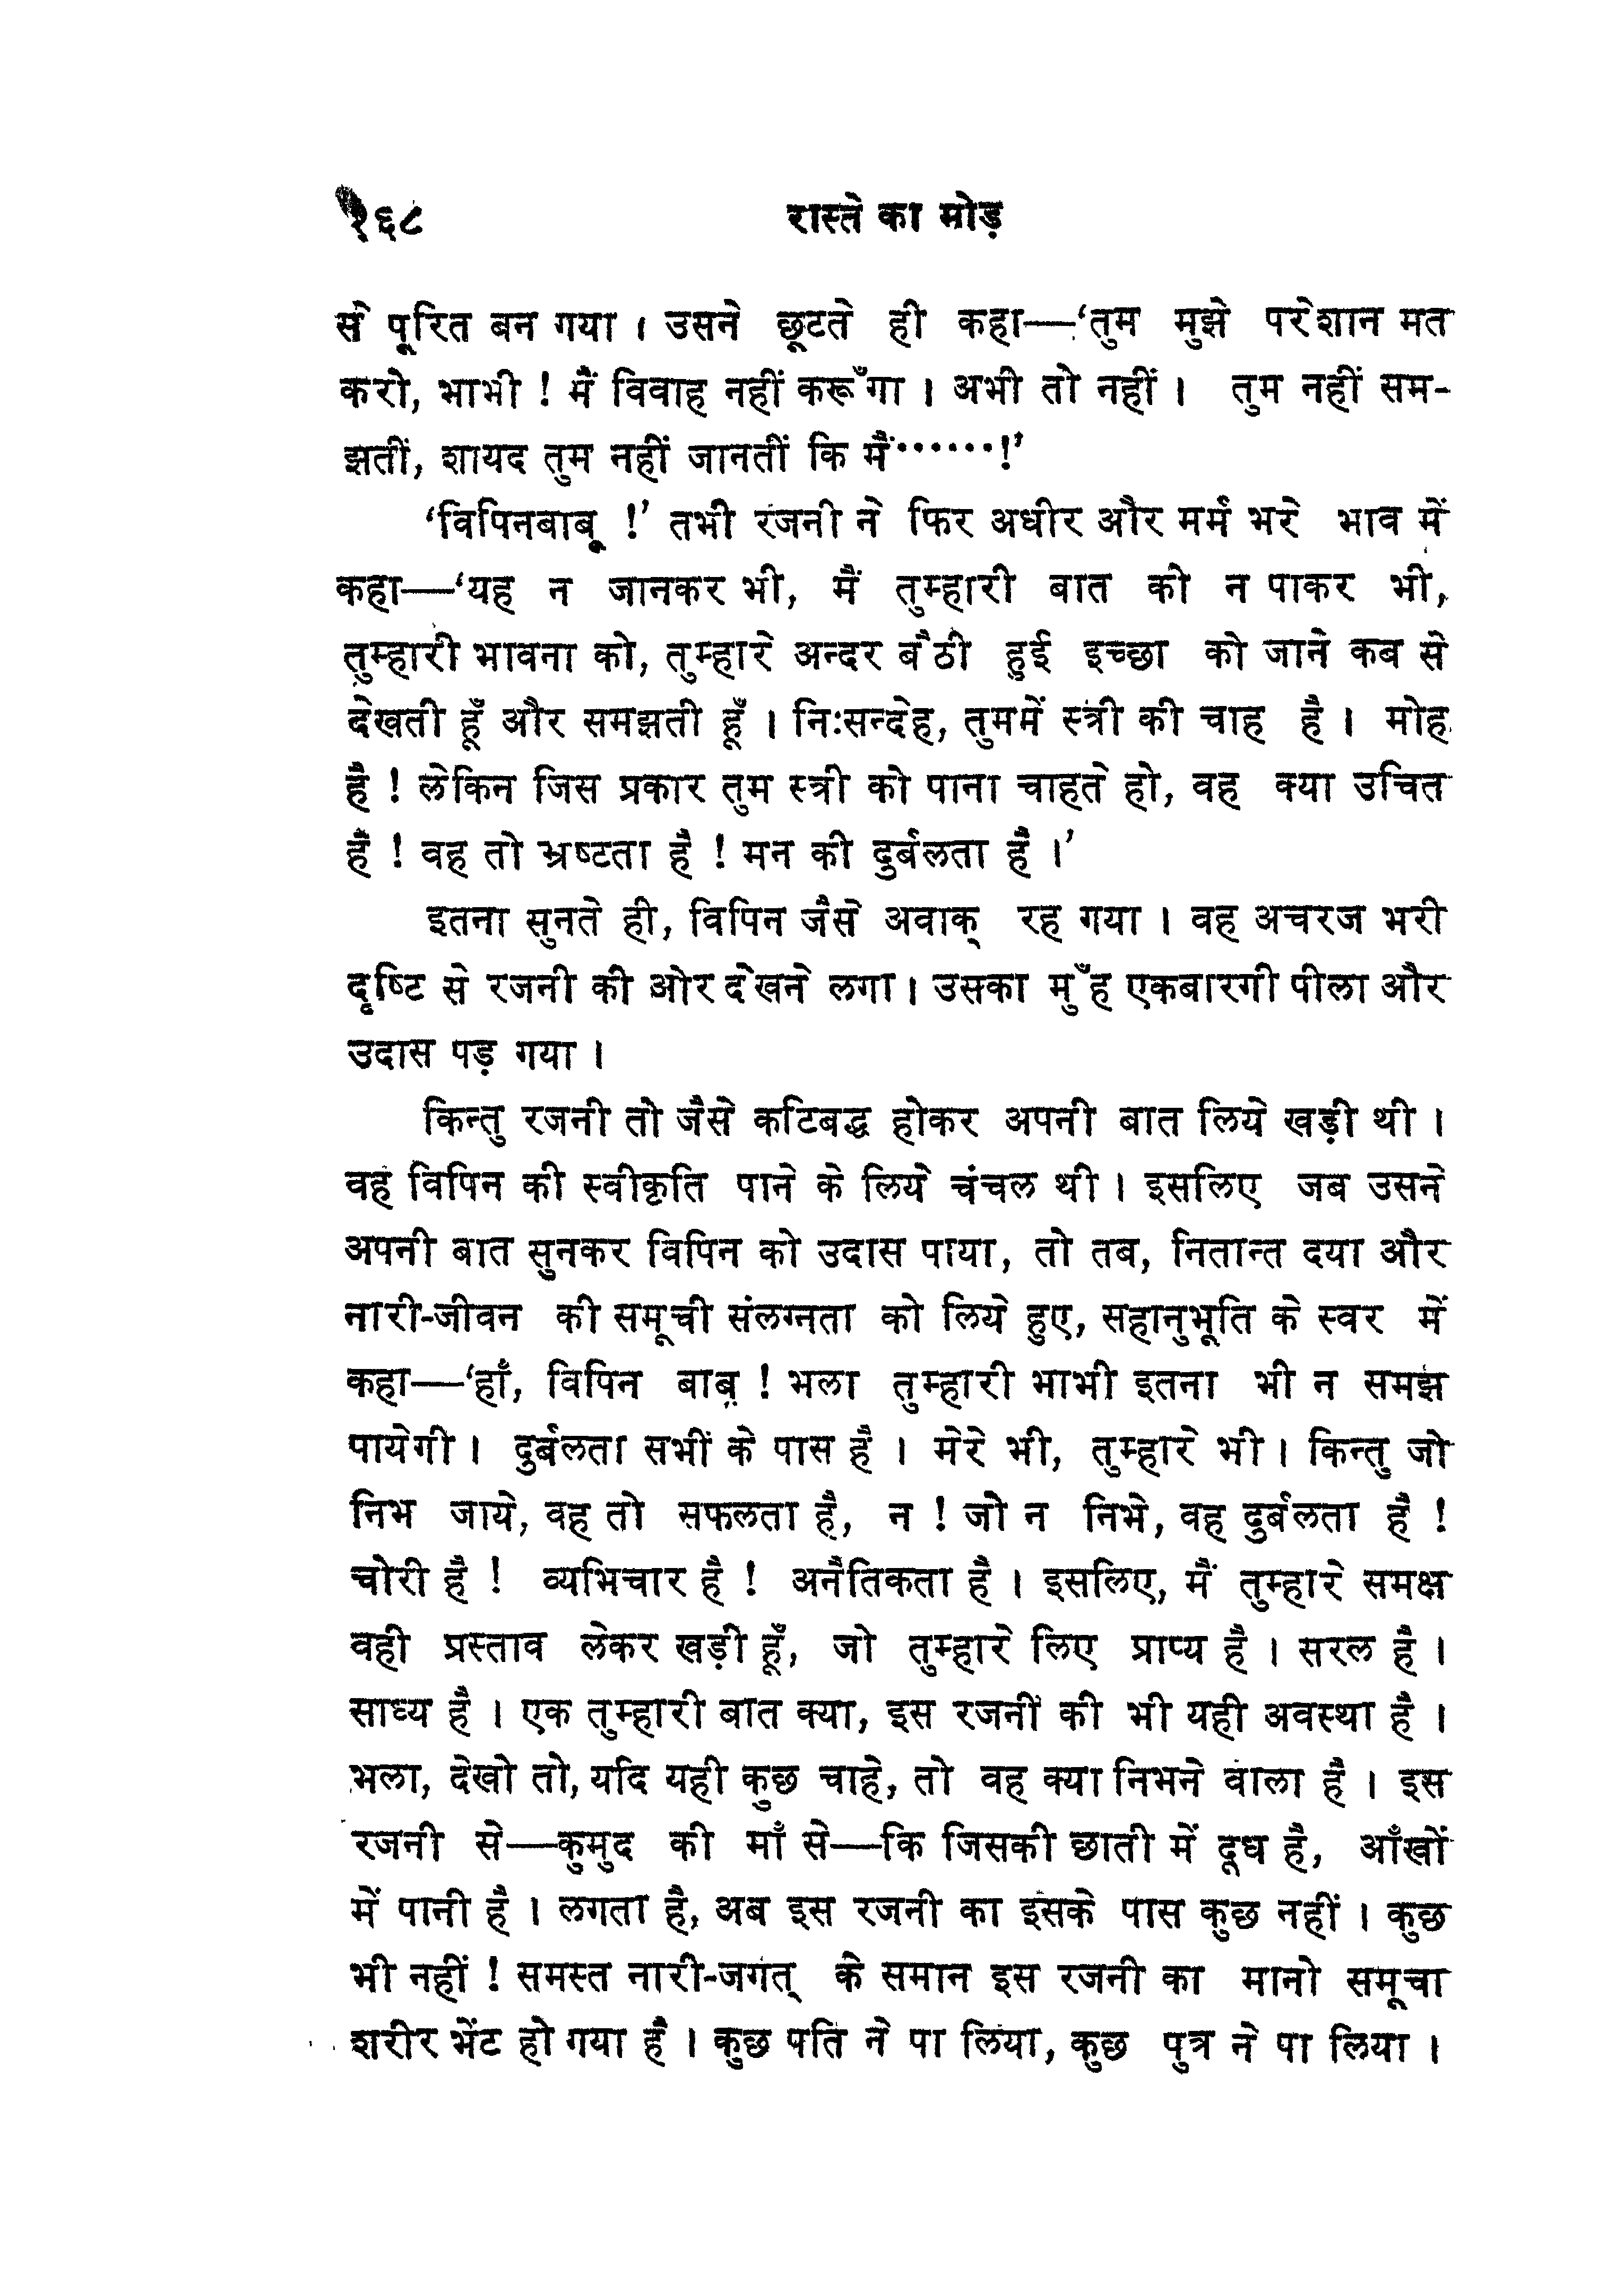 १६८ रास्ते का मोड़
से पूरित बन गया । उसने छूटते ही कहा—‘तुम मुझे परेशान मत
करो, भाभी ! मैं विवाह नहीं करूँगा । अभी तो नहीं । तुम नहीं सम-
झतीं, शायद तुम नहीं जानतीं कि मैं······!’
‘विपिनबाबू !’ तभी रजनी ने फिर अधीर और मर्म भरे भाव में
कहा—‘यह न जानकर भी, मैं तुम्हारी बात को न पाकर भी,
तुम्हारी भावना को, तुम्हारे अन्दर बैठी हुई इच्छा को जाने कब से
देखती हूँ और समझती हूँ । निःसन्देह, तुममें स्त्री की चाह है । मोह
है ! लेकिन जिस प्रकार तुम स्त्री को पाना चाहते हो, वह क्या उचित
है ! वह तो भ्रष्टता है ! मन की दुर्बलता है ।’
इतना सुनते ही, विपिन जैसे अवाक् रह गया । वह अचरज भरी
दृष्टि से रजनी की ओर देखने लगा । उसका मुँह एकबारगी पीला और
उदास पड़ गया ।
किन्तु रजनी तो जैसे कटिबद्ध होकर अपनी बात लिये खड़ी थी ।
वह विपिन की स्वीकृति पाने के लिये चंचल थी । इसलिए जब उसने
अपनी बात सुनकर विपिन को उदास पाया, तो तब, नितान्त दया और
नारी-जीवन की समूची संलग्नता को लिये हुए, सहानुभूति के स्वर में
कहा—‘हाँ, विपिन बाबू ! भला तुम्हारी भाभी इतना भी न समझ
पायेगी । दुर्बलता सभीं के पास है । मेरे भी, तुम्हारे भी । किन्तु जो
निभ जाये, वह तो सफलता है, न ! जो न निभे, वह दुर्बलता है !
चोरी है ! व्यभिचार है ! अनैतिकता है । इसलिए, मैं तुम्हारे समक्ष
वही प्रस्ताव लेकर खड़ी हूँ, जो तुम्हारे लिए प्राप्य है । सरल है ।
साध्य है । एक तुम्हारी बात क्या, इस रजनी की भी यही अवस्था है ।
भला, देखो तो, यदि यही कुछ चाहे, तो वह क्या निभने वाला है । इस
रजनी से—कुमुद की माँ से—कि जिसकी छाती में दूध है, आँखों
में पानी है । लगता है, अब इस रजनी का इसके पास कुछ नहीं । कुछ
भी नहीं ! समस्त नारी-जगत् के समान इस रजनी का मानो समूचा
शरीर भेंट हो गया है । कुछ पति ने पा लिया, कुछ पुत्र ने पा लिया ।